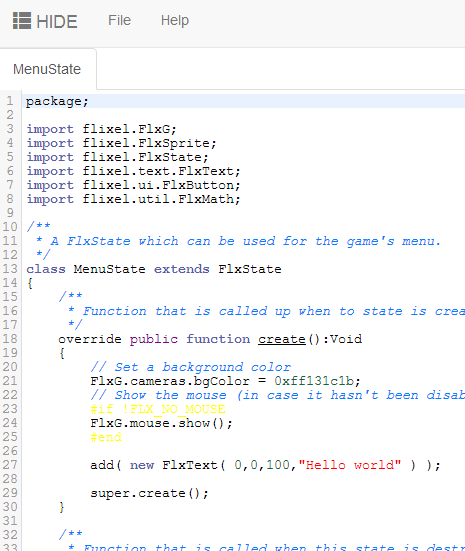 HIDE File Help
MenuState
1 package;
2
3 import flixel.FlxG;
4 import flixel.FlxSprite;
5 import flixel.FlxState;
6 import flixel.text.FlxText;
7 import flixel.ui.FlxButton;
8 import flixel.util.FlxMath;
9
10 /**
11  * A FlxState which can be used for the game's menu.
12  */
13 class MenuState extends FlxState
14 {
15     /**
16      * Function that is called up when to state is crea
17      */
18     override public function create():Void
19     {
20         // Set a background color
21         FlxG.cameras.bgColor = 0xff131c1b;
22         // Show the mouse (in case it hasn't been disab
23         #if !FLX_NO_MOUSE
24         FlxG.mouse.show();
25         #end
26
27         add( new FlxText( 0,0,100,"Hello world" ) );
28
29         super.create();
30     }
31
32     /**
33      * Function that is called when this state is destr